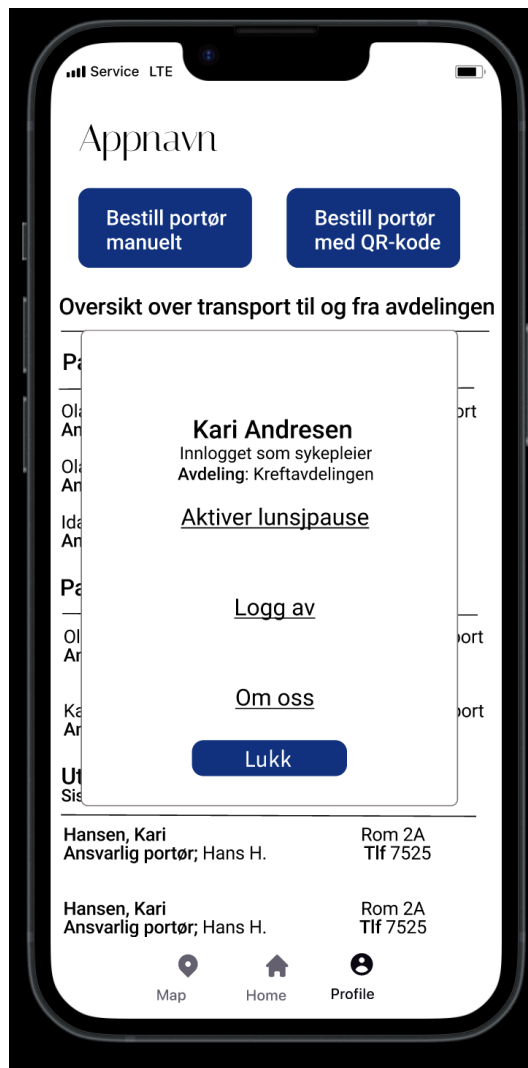 Service LTE
Appnavn
Bestill portør
manuelt
Bestill portør
med QR-kode
Oversikt over transport til og fra avdelingen
Kari Andresen
Innlogget som sykepleier
Avdeling: Kreftavdelingen
Aktiver lunsjpause
Logg av
Om oss
Lukk
Hansen, Kari Rom 2A
Ansvarlig portør; Hans H. Tlf 7525
Hansen, Kari Rom 2A
Ansvarlig portør; Hans H. Tlf 7525
Map Home Profile